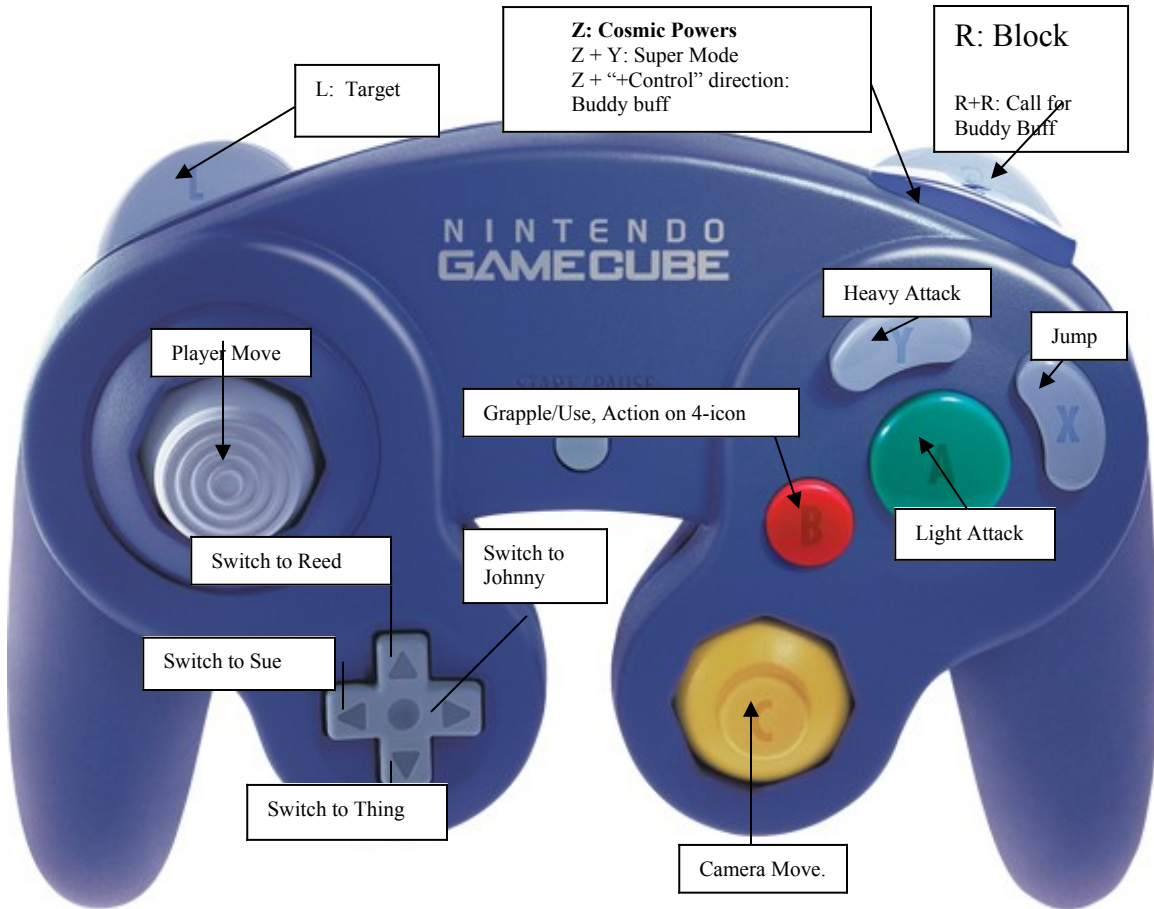 Z: Cosmic Powers
Z + Y: Super Mode
Z + “+Control” direction:
Buddy buff
R: Block
R+R: Call for
Buddy Buff
L: Target
L
R
NINTENDO
GAMECUBE
Heavy Attack
Y
Jump
X
Player Move
START/PAUSE
Grapple/Use, Action on 4-icon
A
B
Light Attack
Switch to Reed
Switch to
Johnny
Switch to Sue
C
Switch to Thing
Camera Move.